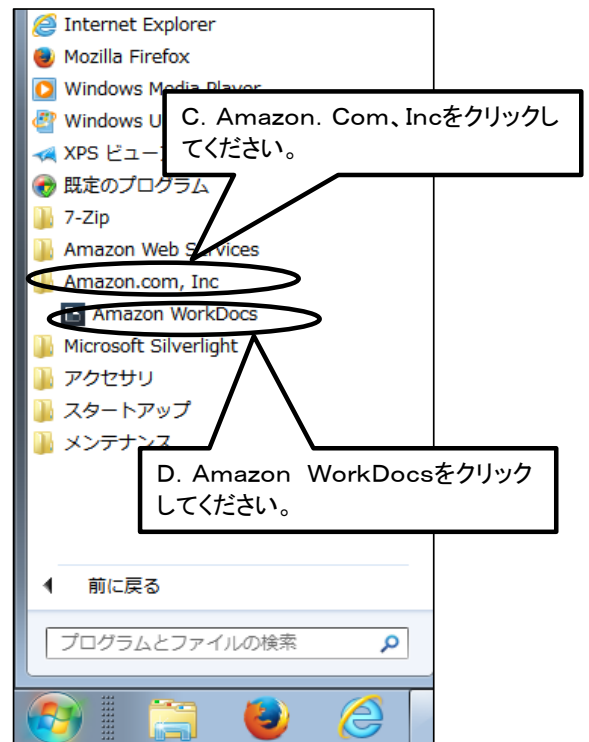 Internet Explorer
Mozilla Firefox
Windows Media Player
Windows U
XPS ビュー
既定のプログラム
7-Zip
Amazon Web Services
Amazon.com, Inc
Amazon WorkDocs
Microsoft Silverlight
アクセサリ
スタートアップ
メンテナンス
C．Amazon．Com、Incをクリックし
てください。
D．Amazon　WorkDocsをクリック
してください。
前に戻る
プログラムとファイルの検索